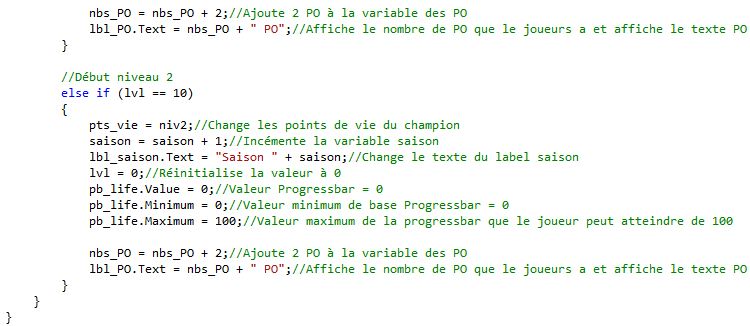 nbs_PO = nbs_PO + 2;//Ajoute 2 PO à la variable des PO
lbl_PO.Text = nbs_PO + " PO";//Affiche le nombre de PO que le joueurs a et affiche le texte PO
}
//Début niveau 2
else if (lvl == 10)
{
pts_vie = niv2;//Change les points de vie du champion
saison = saison + 1;//Incémente la variable saison
lbl_saison.Text = "Saison " + saison;//Change le texte du label saison
lvl = 0;//Réinitialise la valeur à 0
pb_life.Value = 0;//Valeur Progressbar = 0
pb_life.Minimum = 0;//Valeur minimum de base Progressbar = 0
pb_life.Maximum = 100;//Valeur maximum de la progressbar que le joueur peut atteindre de 100
nbs_PO = nbs_PO + 2;//Ajoute 2 PO à la variable des PO
lbl_PO.Text = nbs_PO + " PO";//Affiche le nombre de PO que le joueurs a et affiche le texte PO
}
}
}